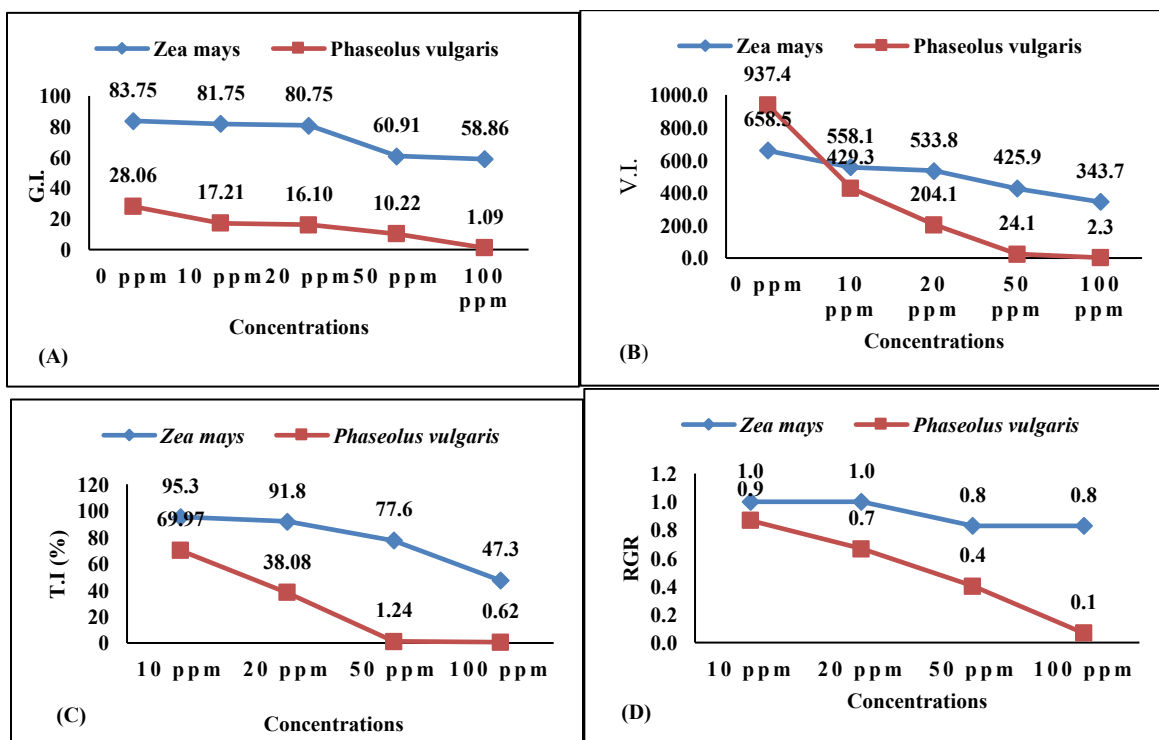 Zea mays Phaseolus vulgaris
83.75 81.75 80.75 60.91 58.86
28.06 17.21 16.10 10.22 1.09
100
80
60
40
20
0
G.I.
0 ppm 10 ppm 20 ppm 50 ppm 100 ppm
Concentrations
(A)
Zea mays Phaseolus vulgaris
937.4
658.5 558.1 533.8 425.9 343.7
429.3 204.1 24.1 2.3
1000.0
800.0
600.0
400.0
200.0
0.0
V.I.
0 ppm 10 ppm 20 ppm 50 ppm 100 ppm
Concentrations
(B)
Zea mays Phaseolus vulgaris
95.3 91.8 77.6 47.3
69.97 38.08 1.24 0.62
120
100
80
60
40
20
0
T.I (%)
10 ppm 20 ppm 50 ppm 100 ppm
Concentrations
(C)
Zea mays Phaseolus vulgaris
1.0 1.0 0.8 0.8
0.9 0.7 0.4 0.1
1.2
1.0
0.8
0.6
0.4
0.2
0.0
RGR
10 ppm 20 ppm 50 ppm 100 ppm
Concentrations
(D)